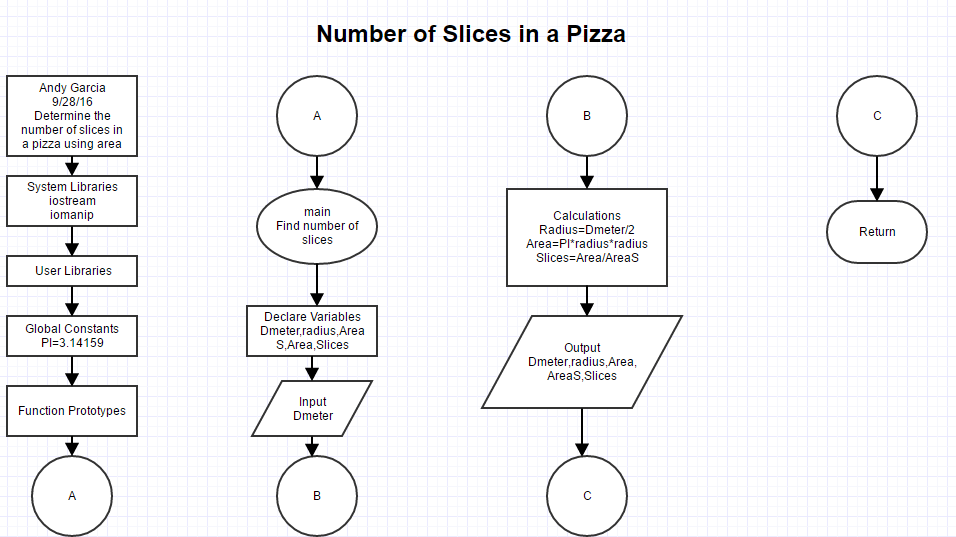 Number of Slices in a Pizza
Andy Garcia
9/28/16
Determine the
number of slices in
a pizza using area
System Libraries
iostream
iomanip
User Libraries
Global Constants
PI=3.14159
Function Prototypes
A
A
main
Find number of
slices
Declare Variables
Dmeter,radius,Area
S,Area,Slices
Input
Dmeter
B
B
Calculations
Radius=Dmeter/2
Area=PI*radius*radius
Slices=Area/AreaS
Output
Dmeter,radius,Area,
AreaS,Slices
C
C
Return